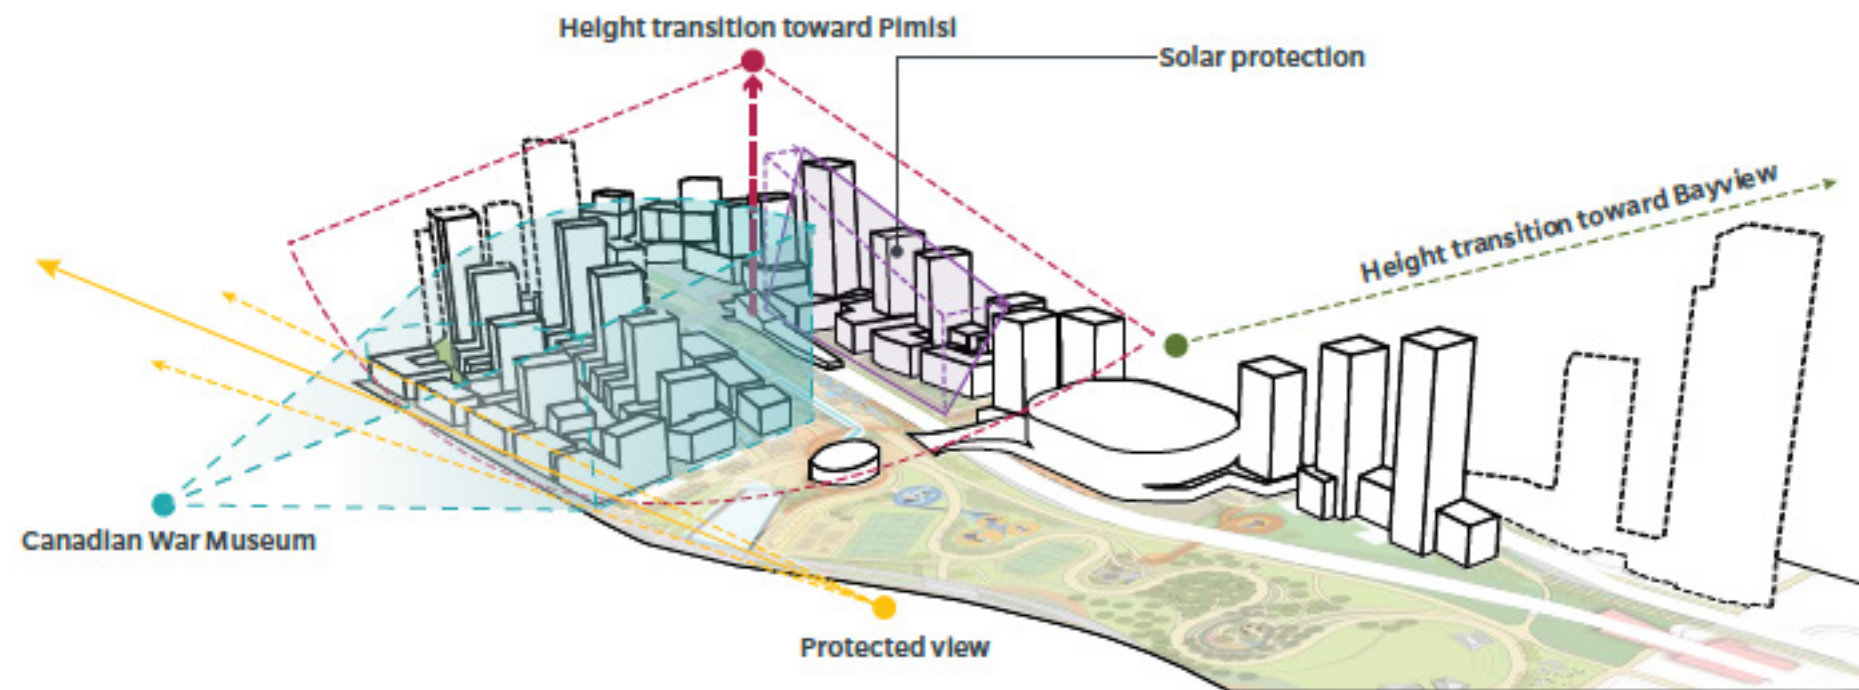 Height transition toward Pimisi
Solar protection
Height transition toward Bayview
Canadian War Museum
Protected view